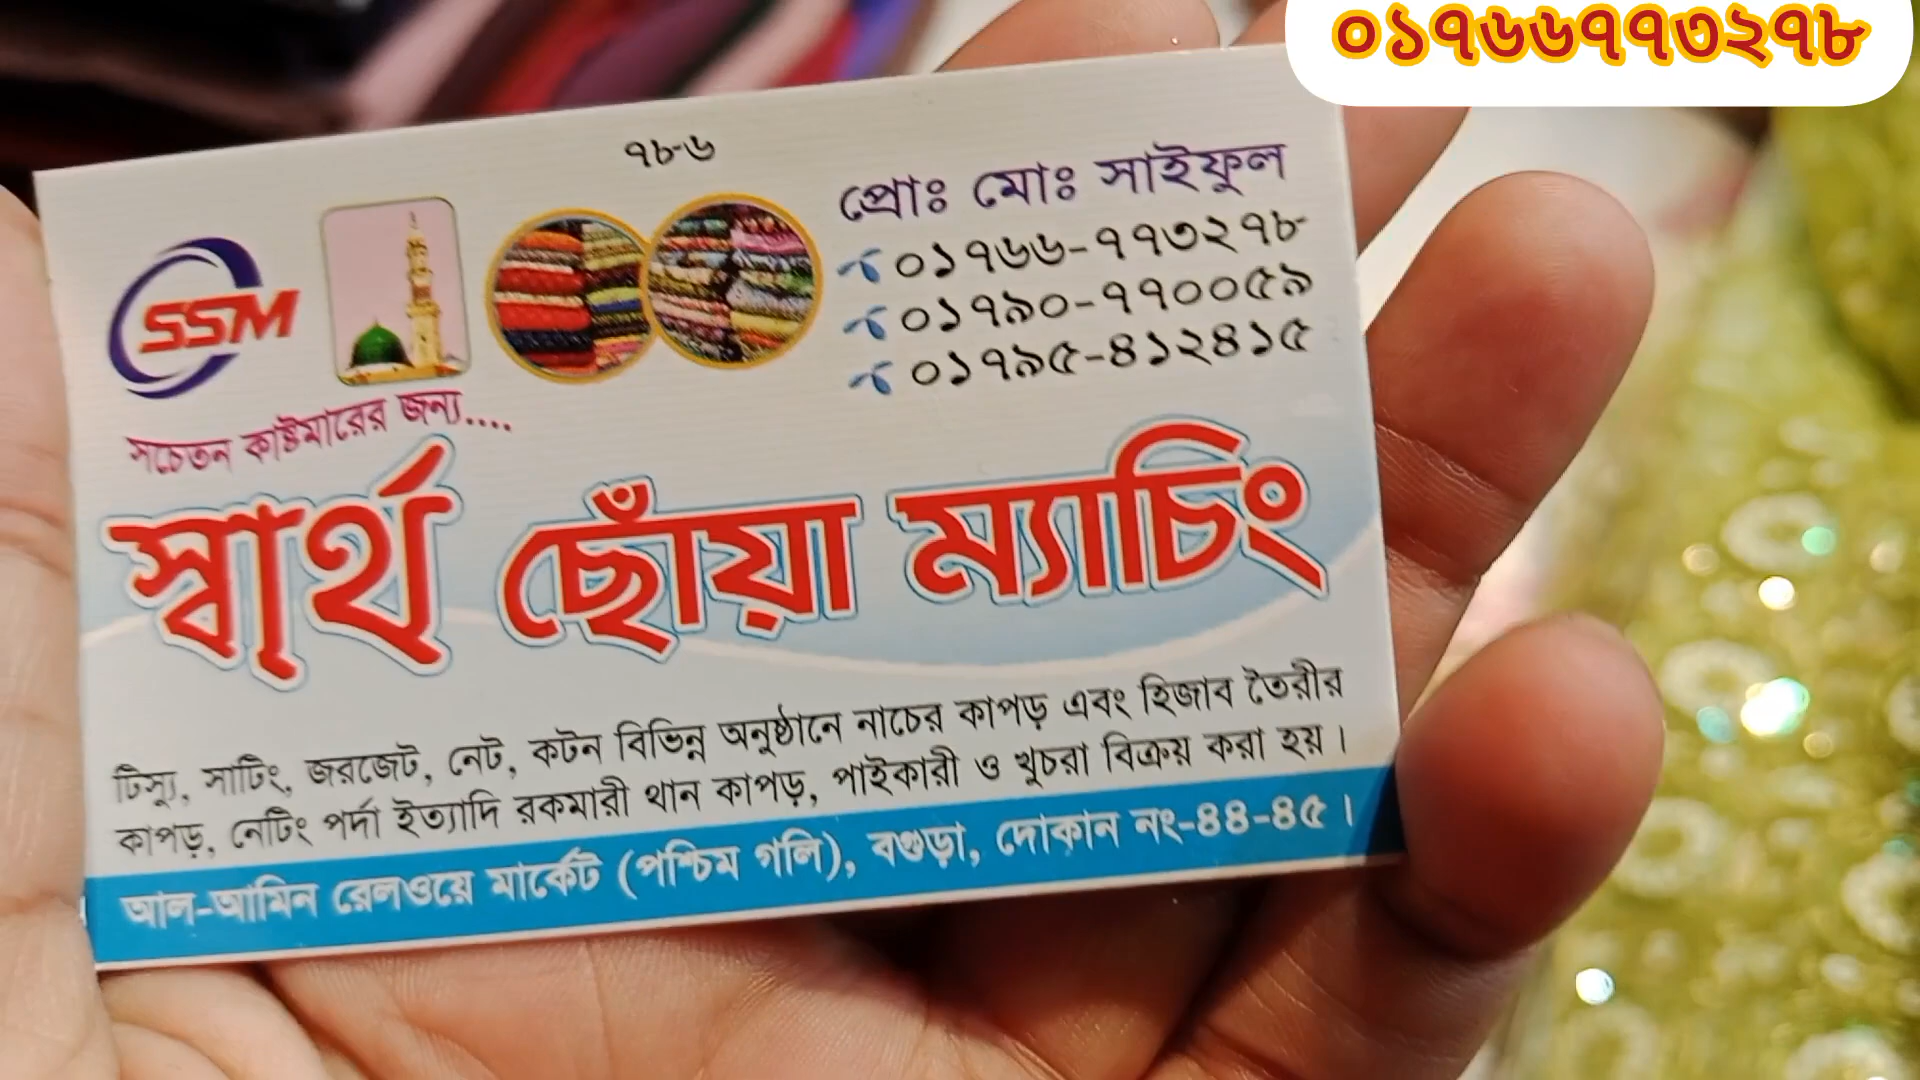 ০১৭৬৬৭৭৩২৭৮
৭৮৬
প্রোঃ মোঃ সাইফুল
০১৭৬৬-৭৭৩২৭৮
০১৭৯০-৭৭০০৫৯
০১৭৯৫-৪১২৪১৫
SSM
সচেতন কাষ্টমারের জন্য....
স্বার্থ ছোঁয়া ম্যাচিং
টিস্যু, সাটিং, জরজেট, নেট, কটন বিভিন্ন অনুষ্ঠানে নাচের কাপড় এবং হিজাব তৈরীর
কাপড়, নেটিং পর্দা ইত্যাদি রকমারী থান কাপড়, পাইকারী ও খুচরা বিক্রয় করা হয়।
আল-আমিন রেলওয়ে মার্কেট (পশ্চিম গলি), বগুড়া, দোকান নং-৪৪-৪৫।